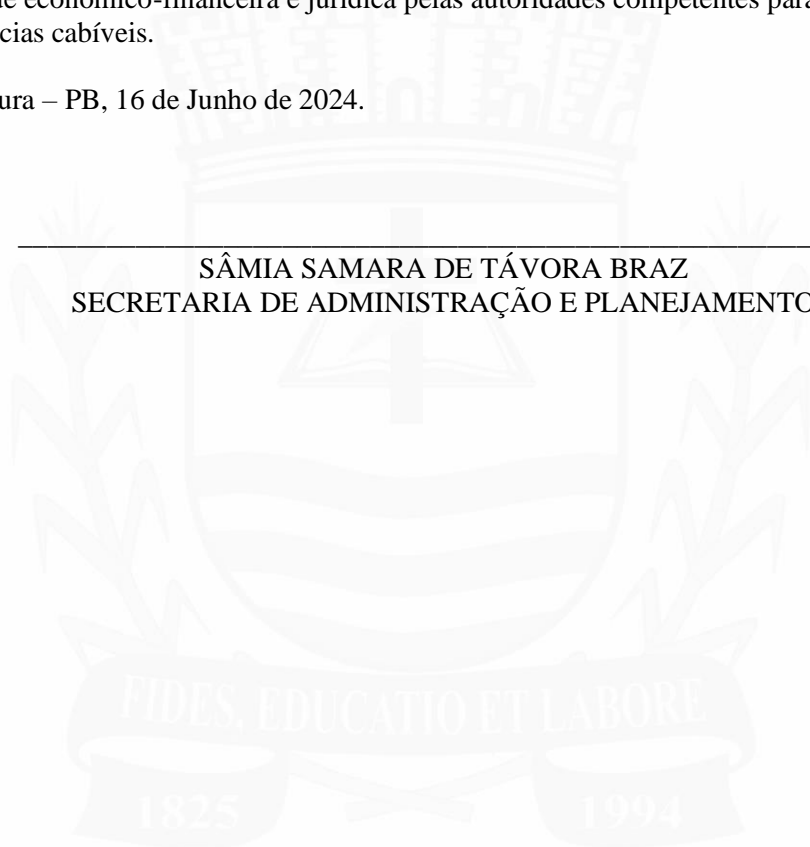 de econômico-financeira e jurídica pelas autoridades competentes para
cias cabíveis.
ura – PB, 16 de Junho de 2024.
SÂMIA SAMARA DE TÁVORA BRAZ
SECRETARIA DE ADMINISTRAÇÃO E PLANEJAMENTO
FIDES, EDUCATIO ET LABORE
1825 1994